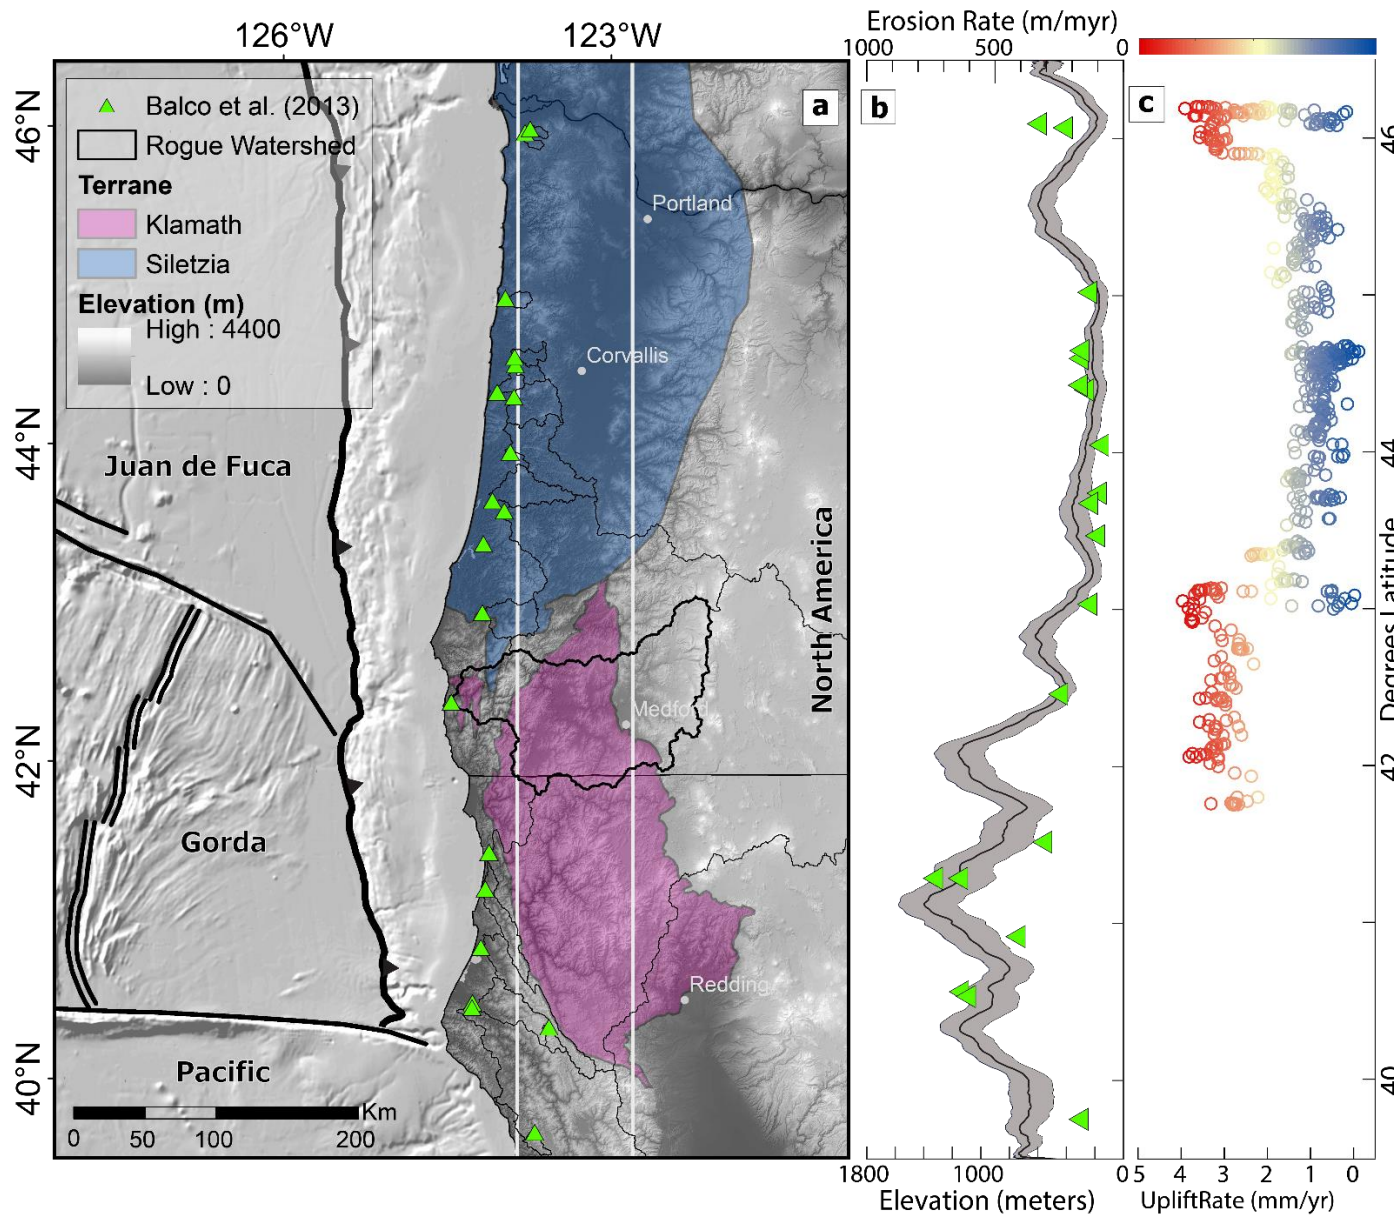 126°W
123°W
46°N
44°N
42°N
40°N
Balco et al. (2013)
Rogue Watershed
Terrane
Klamath
Siletzia
Elevation (m)
High : 4400
Low : 0
a
Portland
Corvallis
Medford
Redding
Juan de Fuca
Gorda
Pacific
North America
Km
0 50 100 200
Erosion Rate (m/myr)
1000 500 0
b
1800 1000 0
Elevation (meters)
c
46
44
42
40
Degrees Latitude
5 4 3 2 1 0
UpliftRate (mm/yr)